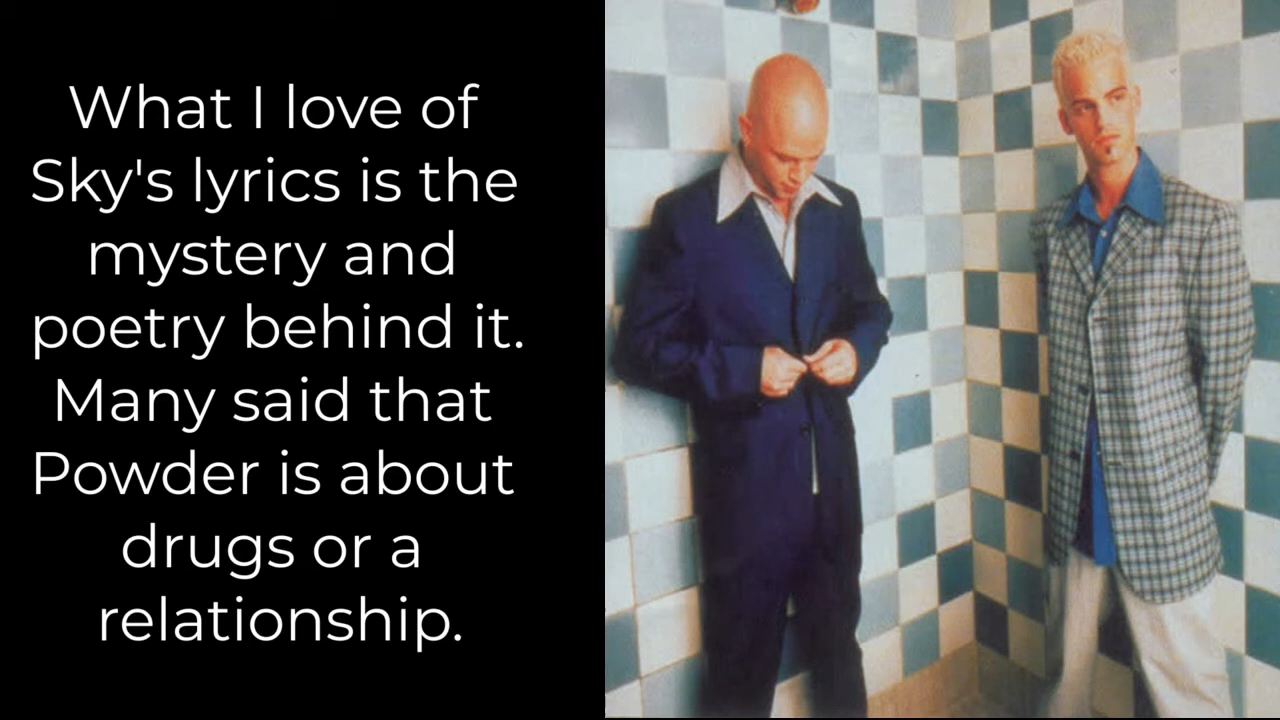 What I love of
Sky's lyrics is the
mystery and
poetry behind it.
Many said that
Powder is about
drugs or a
relationship.